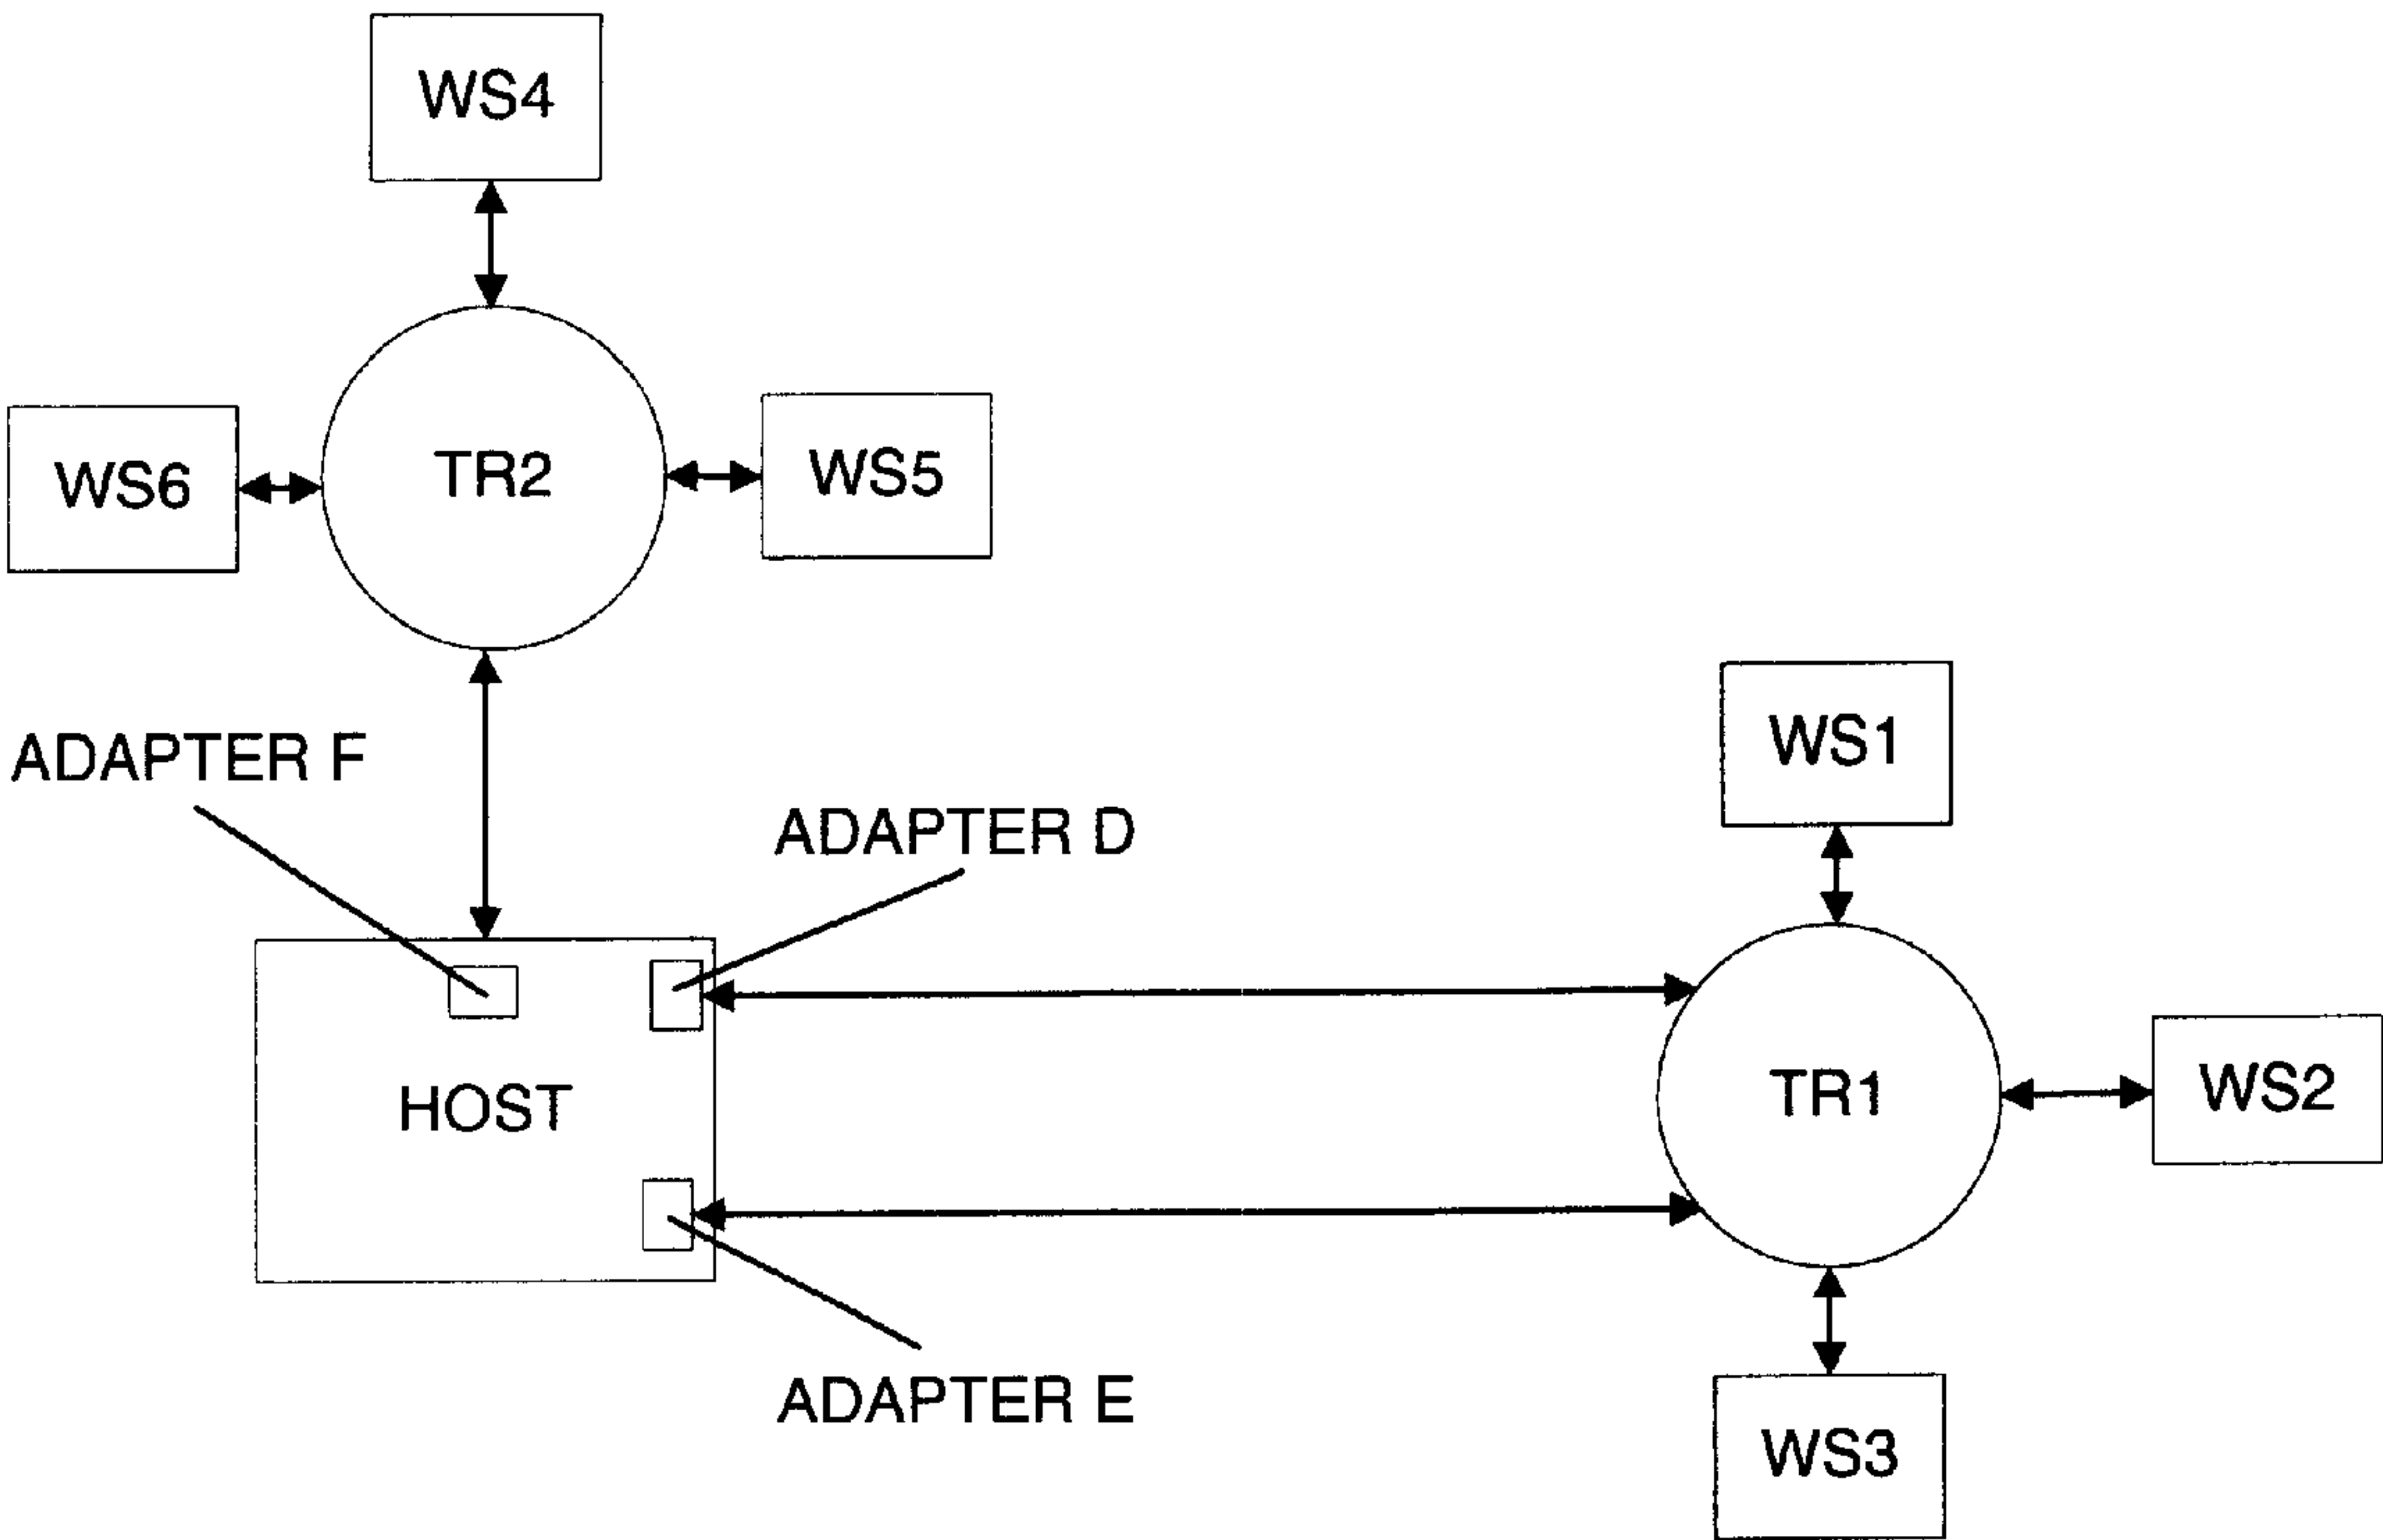 WS4
WS6
TR2
WS5
ADAPTER F
WS1
ADAPTER D
HOST
TR1
WS2
ADAPTER E
WS3